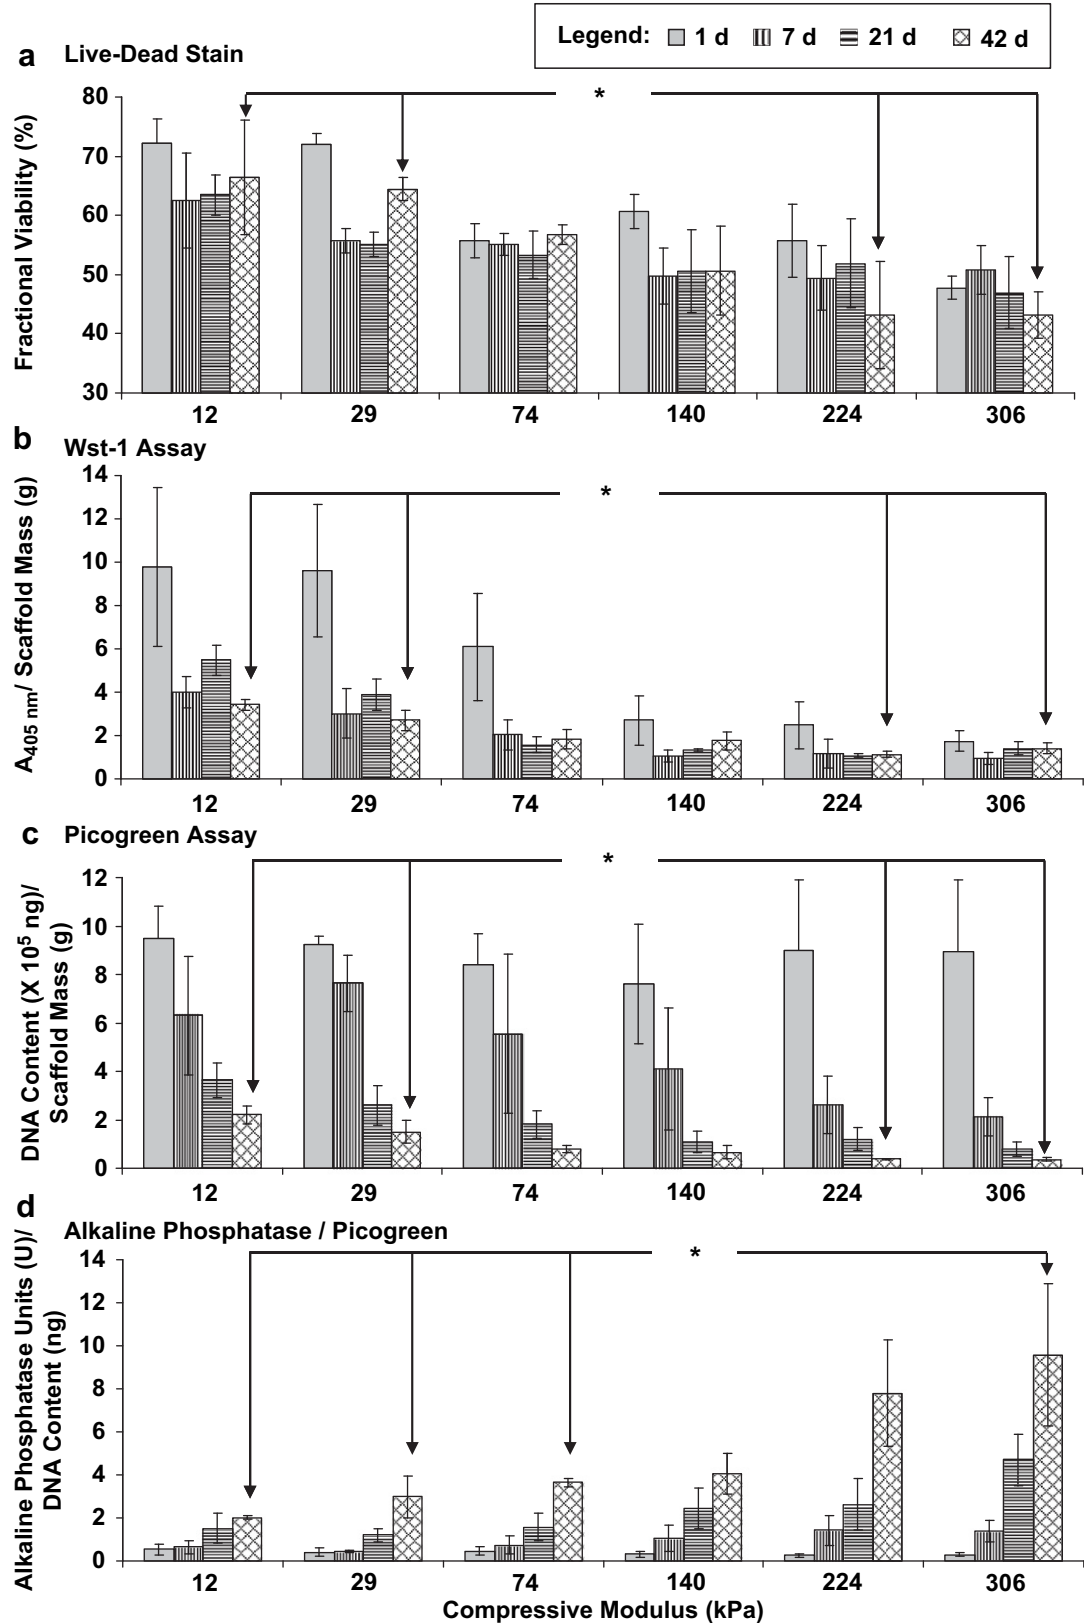 Legend: 1 d 7 d 21 d 42 d
a Live-Dead Stain
Fractional Viability (%)
80
70
60
50
40
30
*
12 29 74 140 224 306
b Wst-1 Assay
A405 nm/ Scaffold Mass (g)
14
12
10
8
6
4
2
0
*
12 29 74 140 224 306
c Picogreen Assay
DNA Content (X 10⁵ ng)/
Scaffold Mass (g)
12
10
8
6
4
2
0
*
12 29 74 140 224 306
d Alkaline Phosphatase / Picogreen
Alkaline Phosphatase Units (U)/
DNA Content (ng)
14
12
10
8
6
4
2
0
*
12 29 74 140 224 306
Compressive Modulus (kPa)